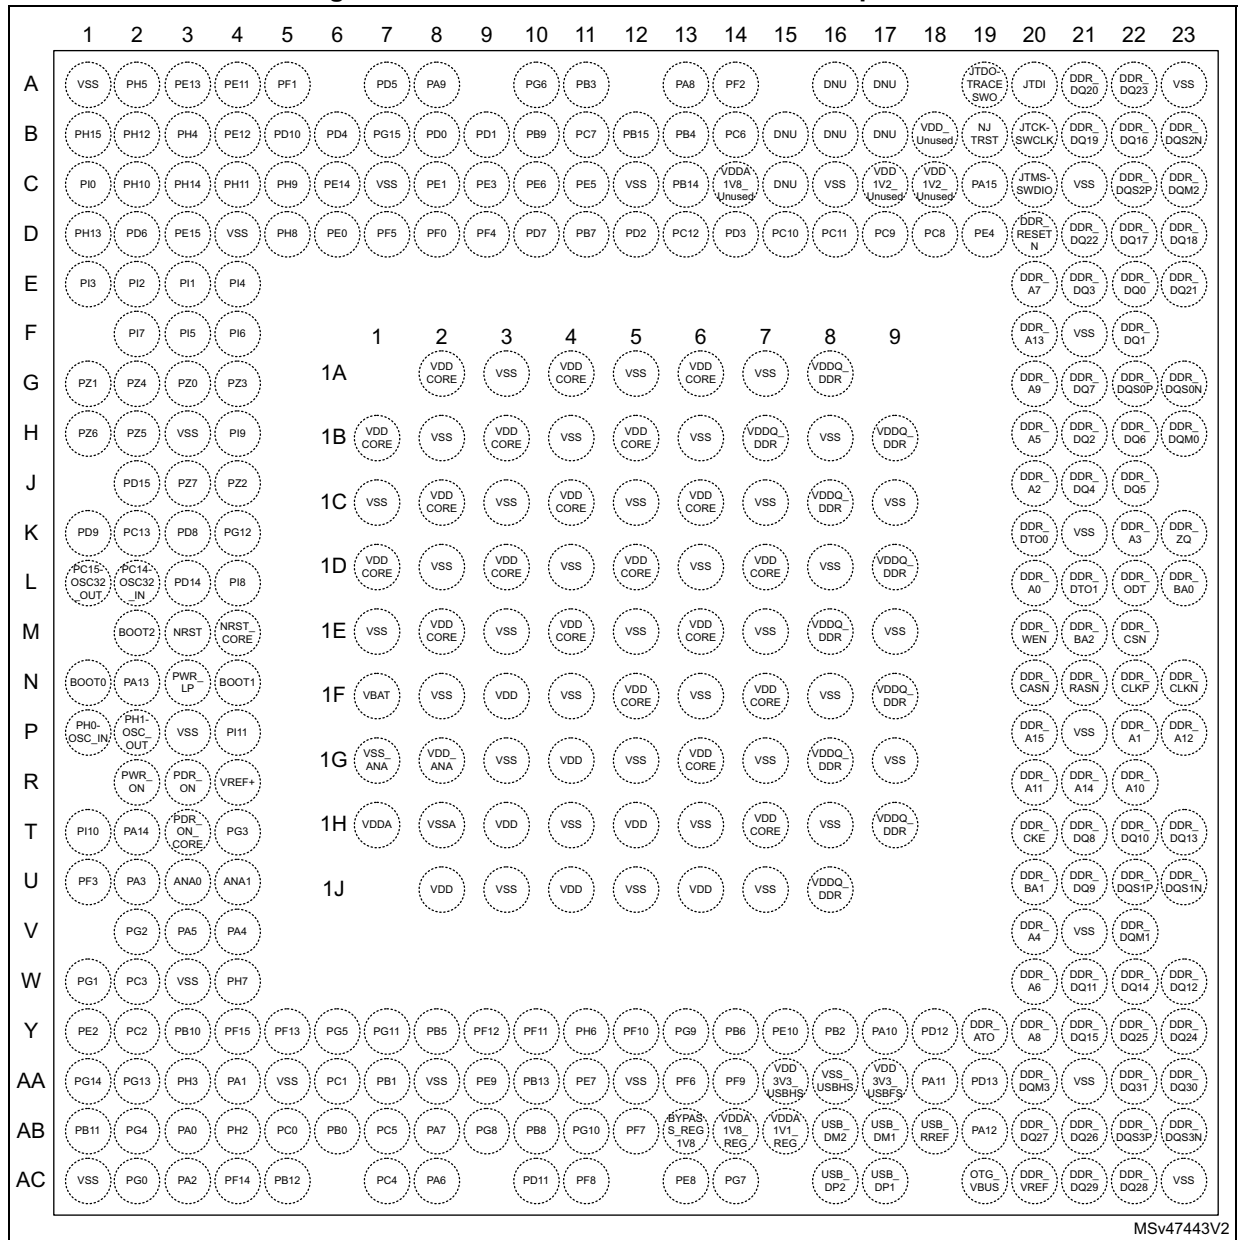 1 2 3 4 5 6 7 8 9 10 11 12 13 14 15 16 17 18 19 20 21 22 23
A VSS PH5 PE13 PE11 PF1 PD5 PA9 PG6 PB3 PA8 PF2 DNU DNU JTDO-TRACE SWO JTDI DDR_DQ20 DDR_DQ23 VSS
B PH15 PH12 PH4 PE12 PD10 PD4 PG15 PD0 PD1 PB9 PC7 PB15 PB4 PC6 DNU DNU DNU VDD_Unused NJ TRST JTCK-SWCLK DDR_DQ19 DDR_DQ16 DDR_DQS2N
C PI0 PH10 PH14 PH11 PH9 PE14 VSS PE1 PE3 PE6 PE5 VSS PB14 VDDA 1V8_Unused DNU VSS VDD 1V2_Unused VDD 1V2_Unused PA15 JTMS-SWDIO VSS DDR_DQS2P DDR_DQM2
D PH13 PD6 PE15 VSS PH8 PE0 PF5 PF0 PF4 PD7 PB7 PD2 PC12 PD3 PC10 PC11 PC9 PC8 PE4 DDR_RESET N DDR_DQ22 DDR_DQ17 DDR_DQ18
E PI3 PI2 PI1 PI4 DDR_A7 DDR_DQ3 DDR_DQ0 DDR_DQ21
F PI7 PI5 PI6 DDR_A13 VSS DDR_DQ1
1 2 3 4 5 6 7 8 9
1A VDD CORE VSS VDD CORE VSS VDD CORE VSS VDDQ_DDR
G PZ1 PZ4 PZ0 PZ3 DDR_A9 DDR_DQ7 DDR_DQS0P DDR_DQS0N
H PZ6 PZ5 VSS PI9 DDR_A5 DDR_DQ2 DDR_DQ6 DDR_DQM0
1B VDD CORE VSS VDD CORE VSS VDD CORE VSS VDDQ_DDR VSS VDDQ_DDR
J PD15 PZ7 PZ2 DDR_A2 DDR_DQ4 DDR_DQ5
1C VSS VDD CORE VSS VDD CORE VSS VDD CORE VSS VDDQ_DDR VSS
K PD9 PC13 PD8 PG12 DDR_DTO0 VSS DDR_A3 DDR_ZQ
1D VDD CORE VSS VDD CORE VSS VDD CORE VSS VDD CORE VSS VDDQ_DDR
L PC15-OSC32_OUT PC14-OSC32_IN PD14 PI8 DDR_A0 DDR_DTO1 DDR_ODT DDR_BA0
M BOOT2 NRST NRST_CORE DDR_WEN DDR_BA2 DDR_CSN
1E VSS VDD CORE VSS VDD CORE VSS VDD CORE VSS VDDQ_DDR VSS
N BOOT0 PA13 PWR_LP BOOT1 DDR_CASN DDR_RASN DDR_CLKP DDR_CLKN
1F VBAT VSS VDD VSS VDD CORE VSS VDD CORE VSS VDDQ_DDR
P PH0-OSC_IN PH1-OSC_OUT VSS PI11 DDR_A15 VSS DDR_A1 DDR_A12
1G VSS_ANA VDD_ANA VSS VDD VSS VDD CORE VSS VDDQ_DDR VSS
R PWR_ON PDR_ON VREF+ DDR_A11 DDR_A14 DDR_A10
1H VDDA VSSA VDD VSS VDD VSS VDD CORE VSS VDDQ_DDR
T PI10 PA14 PDR_ON_CORE PG3 DDR_CKE DDR_DQ8 DDR_DQ10 DDR_DQ13
U PF3 PA3 ANA0 ANA1 DDR_BA1 DDR_DQ9 DDR_DQS1P DDR_DQS1N
1J VDD VSS VDD VSS VDD VSS VDDQ_DDR
V PG2 PA5 PA4 DDR_A4 VSS DDR_DQM1
W PG1 PC3 VSS PH7 DDR_A6 DDR_DQ11 DDR_DQ14 DDR_DQ12
Y PE2 PC2 PB10 PF15 PF13 PG5 PG11 PB5 PF12 PF11 PH6 PF10 PG9 PB6 PE10 PB2 PA10 PD12 DDR_ATO DDR_A8 DDR_DQ15 DDR_DQ25 DDR_DQ24
AA PG14 PG13 PH3 PA1 VSS PC1 PB1 VSS PE9 PB13 PE7 VSS PF6 PF9 VDD 3V3_USBHS VSS_USBHS VDD 3V3_USBFS PA11 PD13 DDR_DQM3 VSS DDR_DQ31 DDR_DQ30
AB PB11 PG4 PA0 PH2 PC0 PB0 PC5 PA7 PG8 PB8 PG10 PF7 BYPAS S_REG 1V8 VDDA 1V8_REG VDDA 1V1_REG USB_DM2 USB_DM1 USB_RREF PA12 DDR_DQ27 DDR_DQ26 DDR_DQS3P DDR_DQS3N
AC VSS PG0 PA2 PF14 PB12 PC4 PA6 PD11 PF8 PE8 PG7 USB_DP2 USB_DP1 OTG_VBUS DDR_VREF DDR_DQ29 DDR_DQ28 VSS
MSv47443V2